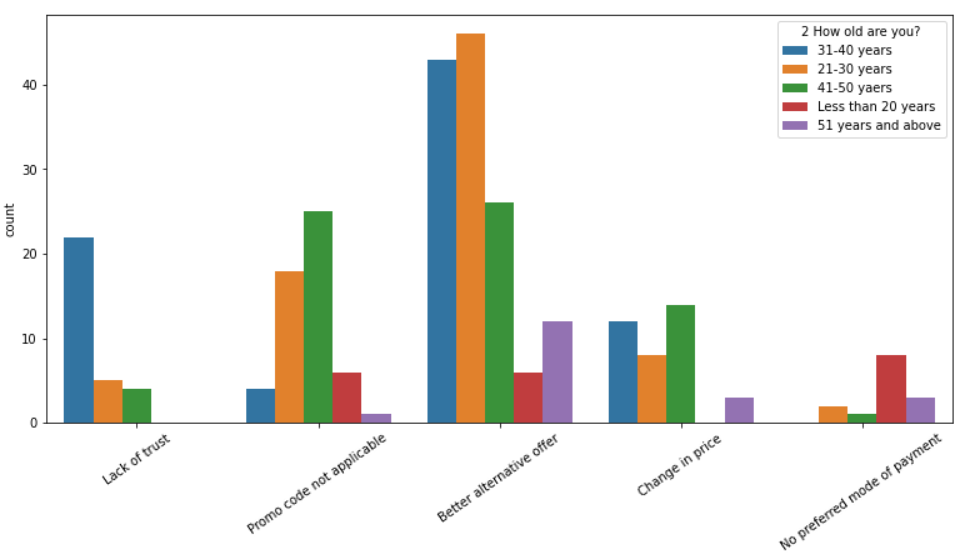 2 How old are you?
31-40 years
21-30 years
41-50 yaers
Less than 20 years
51 years and above
count
40
30
20
10
0
Lack of trust
Promo code not applicable
Better alternative offer
Change in price
No preferred mode of payment